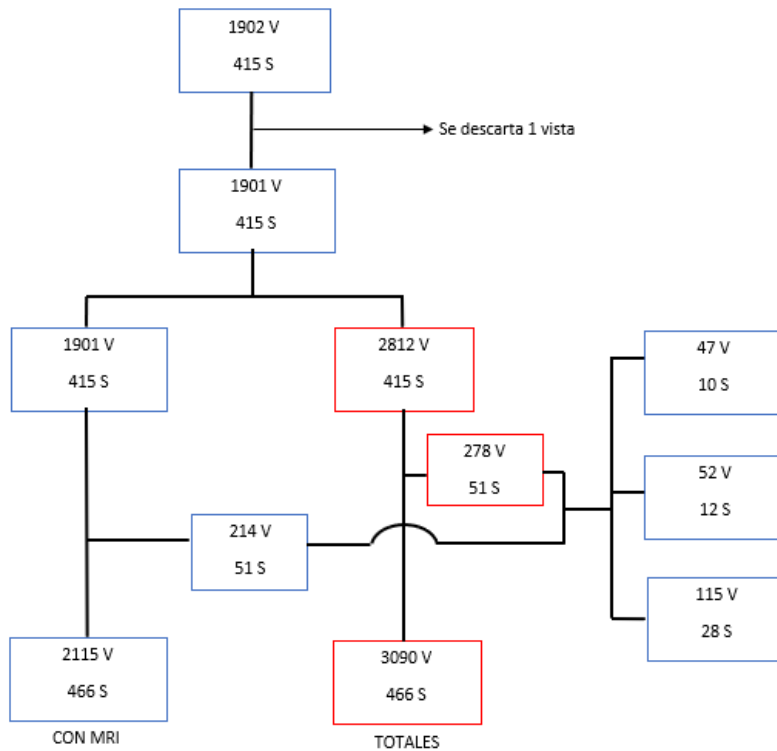 1902 V
415 S
Se descarta 1 vista
1901 V
415 S
1901 V
415 S
2812 V
415 S
47 V
10 S
278 V
51 S
52 V
12 S
214 V
51 S
115 V
28 S
2115 V
466 S
3090 V
466 S
CON MRI
TOTALES